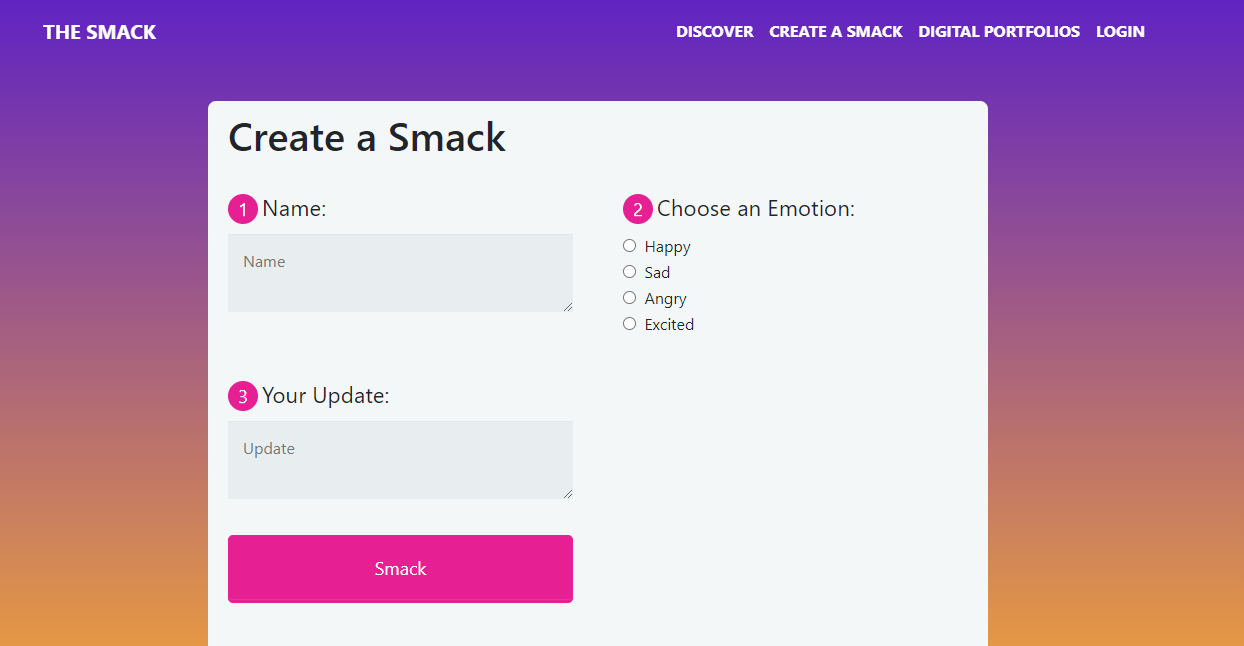 THE SMACK
DISCOVER CREATE A SMACK DIGITAL PORTFOLIOS LOGIN
Create a Smack
1 Name:
Name
2 Choose an Emotion:
Happy
Sad
Angry
Excited
3 Your Update:
Update
Smack